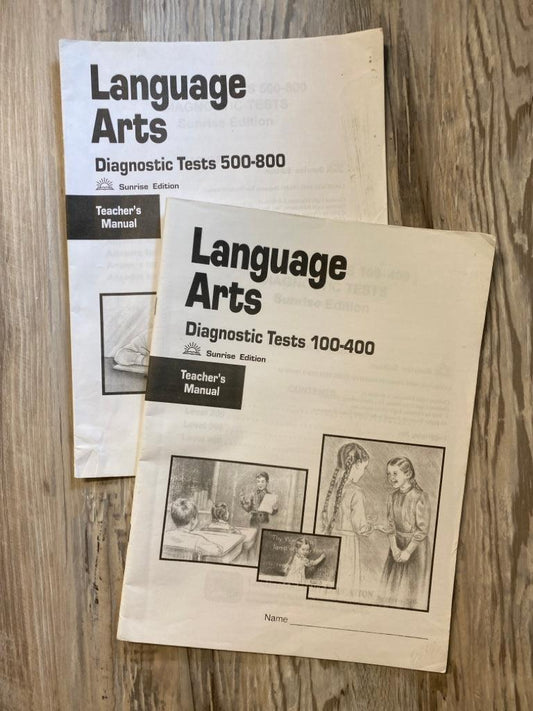 Language
Arts
Diagnostic Tests 500-800
Sunrise Edition
Teacher's
Manual
Language
Arts
Diagnostic Tests 100-400
Sunrise Edition
Teacher's
Manual
Name